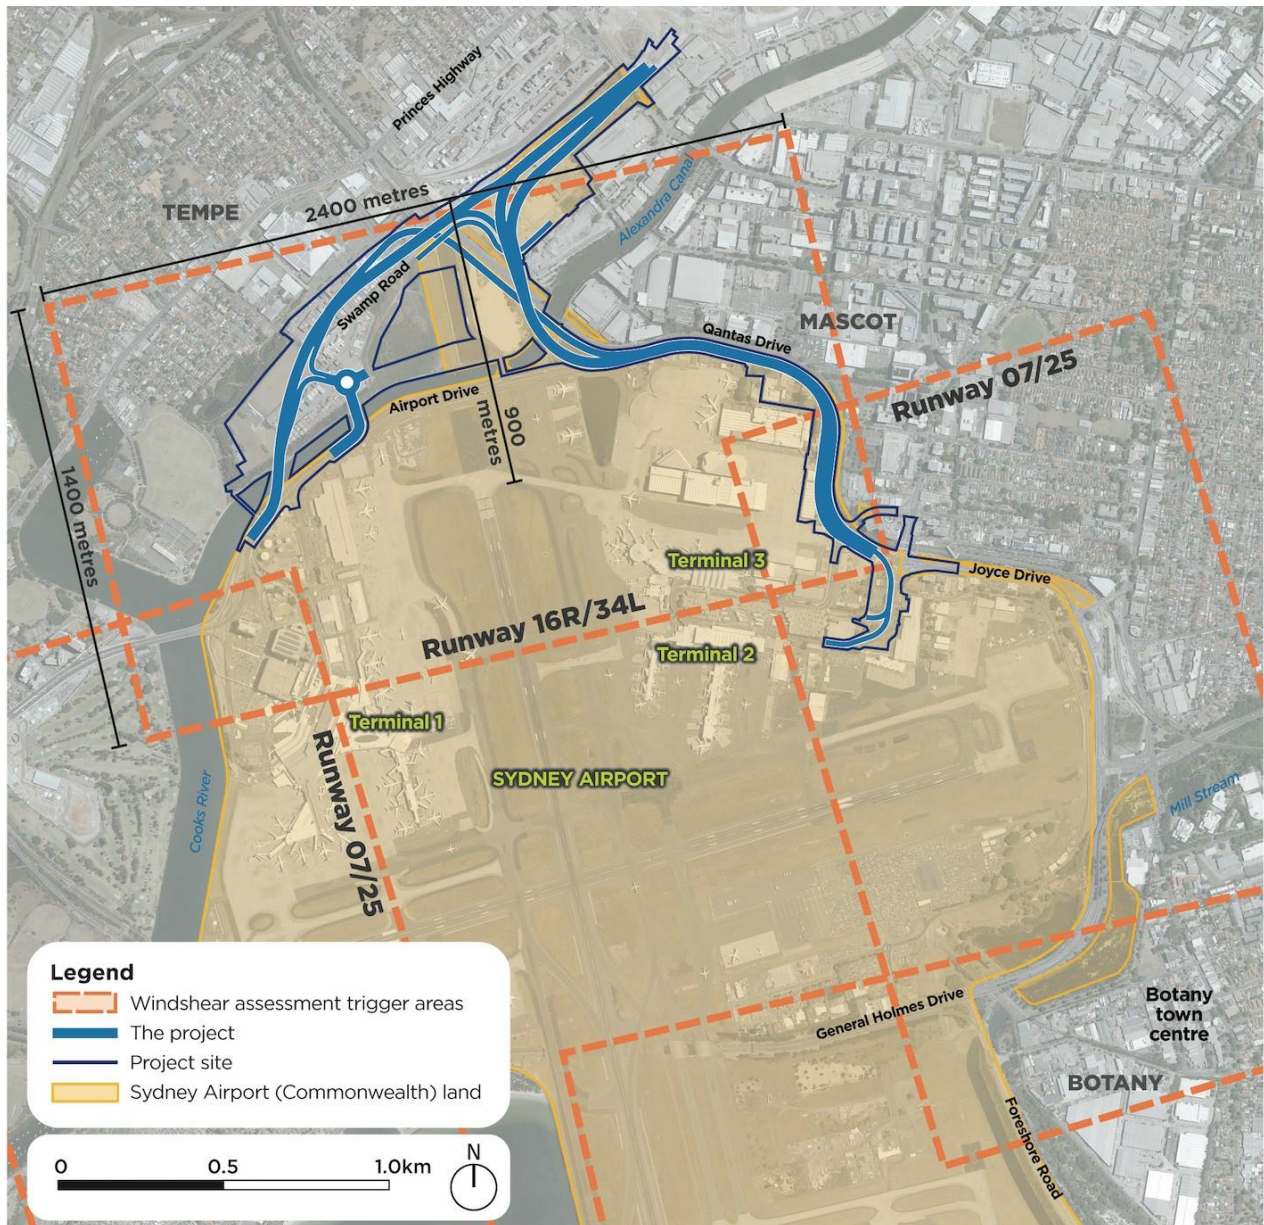 Princes Highway
TEMPE
2400 metres
Alexandra Canal
Swamp Road
Qantas Drive
MASCOT
Runway 07/25
Airport Drive
900
metres
1400 metres
Terminal 3
Joyce Drive
Runway 16R/34L
Terminal 2
Terminal 1
Runway 07/25
SYDNEY AIRPORT
Cooks River
Mill Stream
General Holmes Drive
Botany
town
centre
BOTANY
Foreshore Road
Legend
Windshear assessment trigger areas
The project
Project site
Sydney Airport (Commonwealth) land
0 0.5 1.0km
N